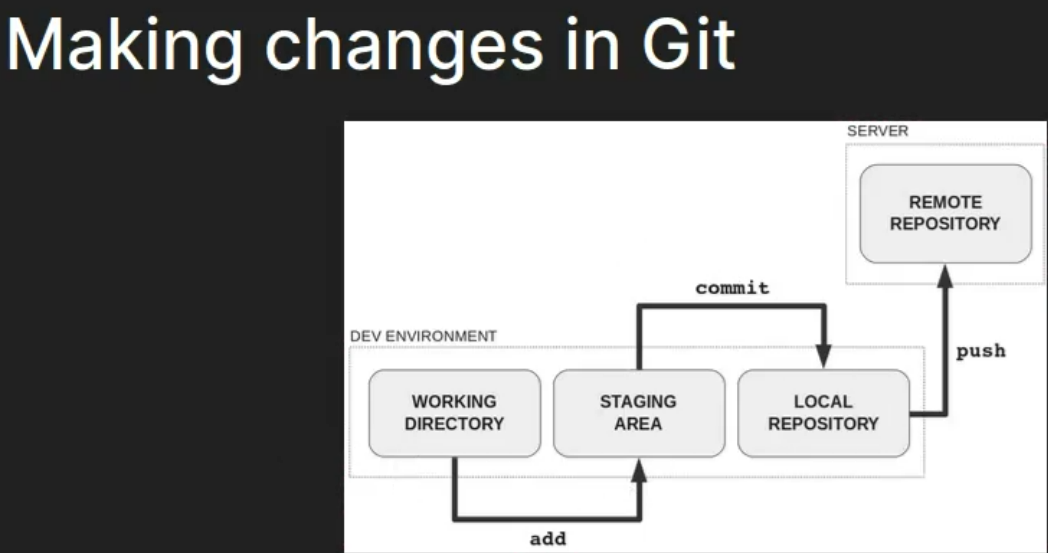 Making changes in Git
SERVER
REMOTE
REPOSITORY
commit
push
DEV ENVIRONMENT
WORKING
DIRECTORY
STAGING
AREA
LOCAL
REPOSITORY
add